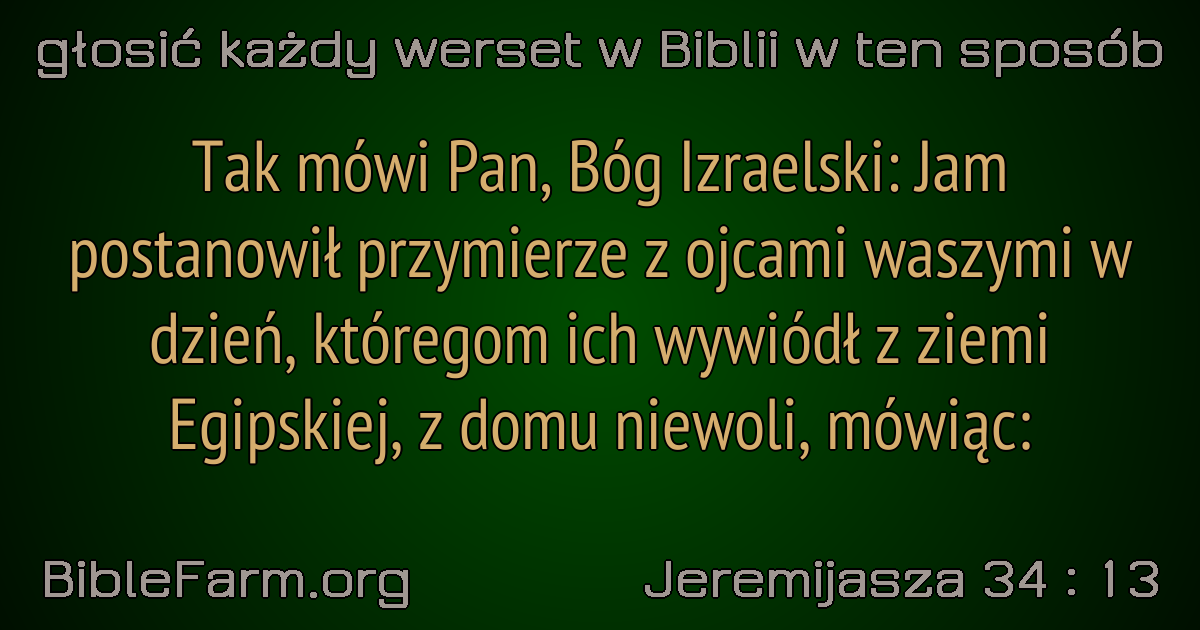 głosić każdy werset w Biblii w ten sposób
Tak mówi Pan, Bóg Izraelski: Jam
postanowił przymierze z ojcami waszymi w
dzień, któregom ich wywiódł z ziemi
Egipskiej, z domu niewoli, mówiąc:
BibleFarm.org
Jeremijasza 34 : 13